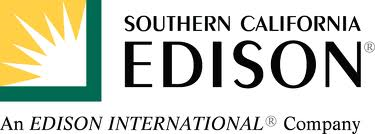 SOUTHERN CALIFORNIA
EDISON®
An EDISON INTERNATIONAL® Company